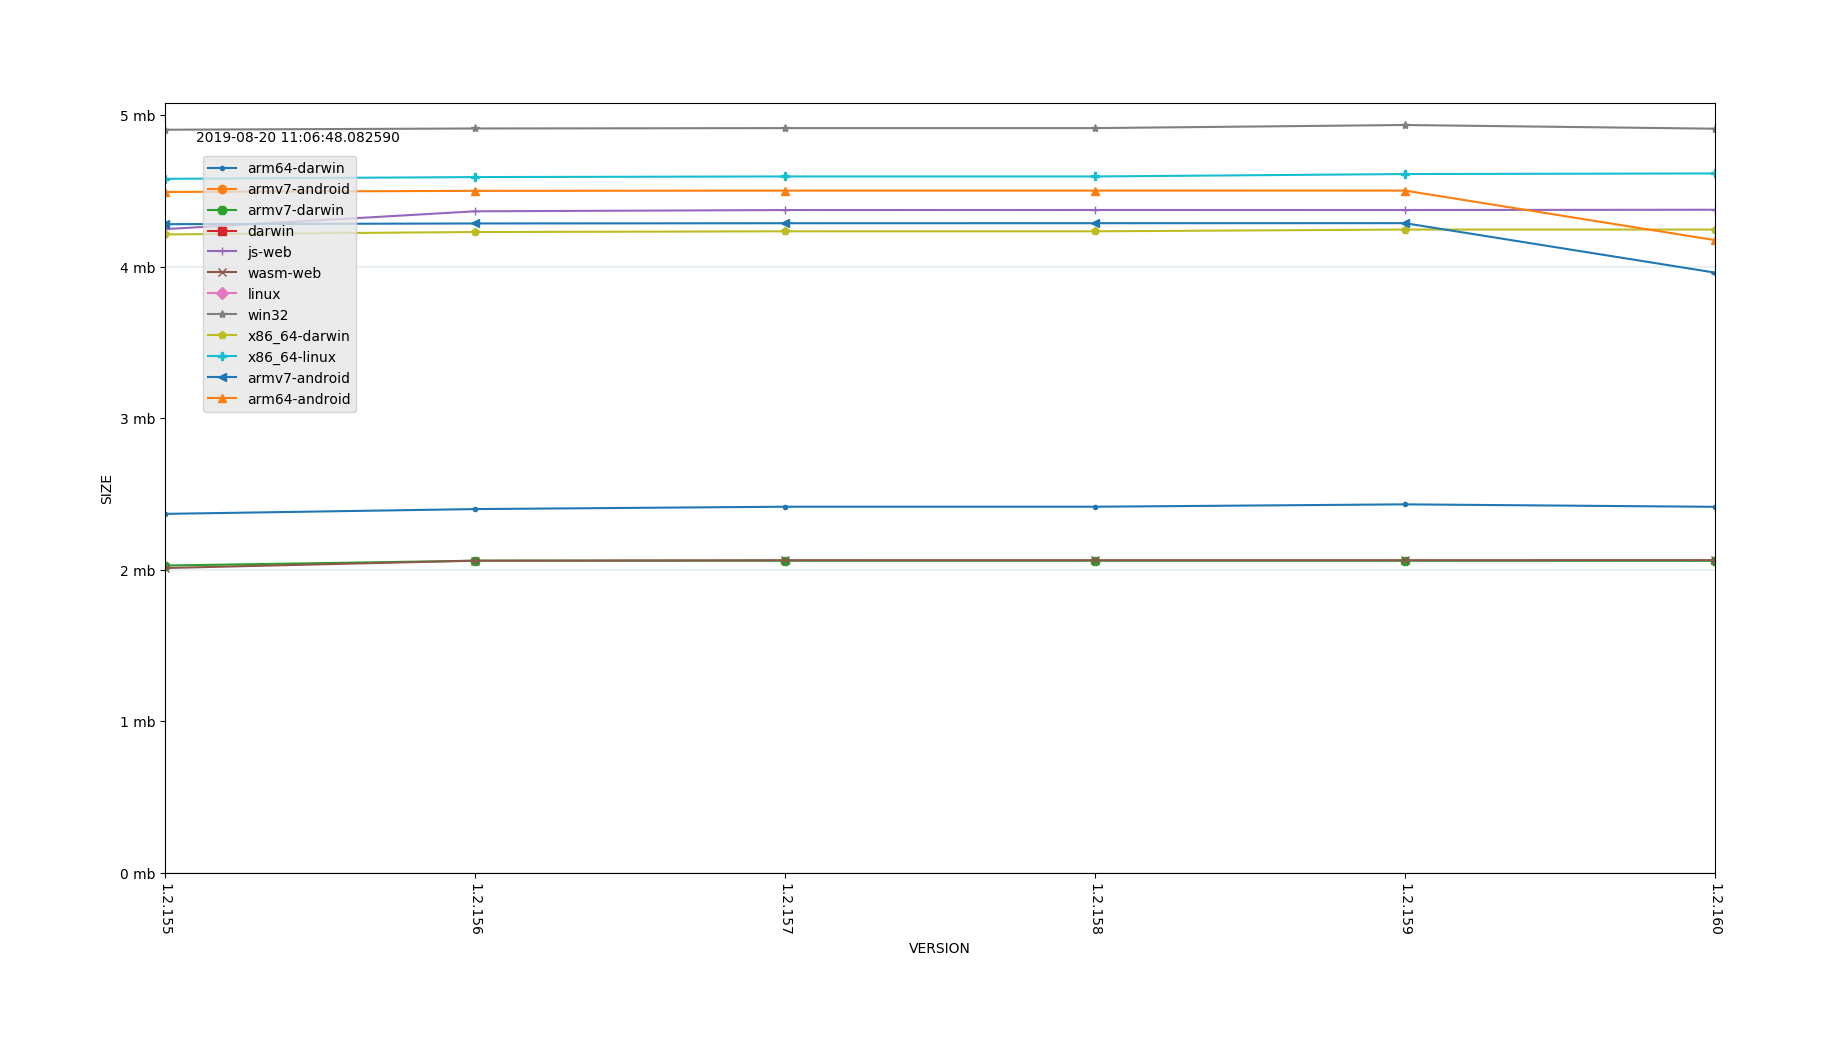 5 mb
2019-08-20 11:06:48.082590
arm64-darwin
armv7-android
armv7-darwin
darwin
js-web
wasm-web
linux
win32
x86_64-darwin
x86_64-linux
armv7-android
arm64-android
4 mb
3 mb
SIZE
2 mb
1 mb
0 mb
1.2.155
1.2.156
1.2.157
1.2.158
1.2.159
1.2.160
VERSION